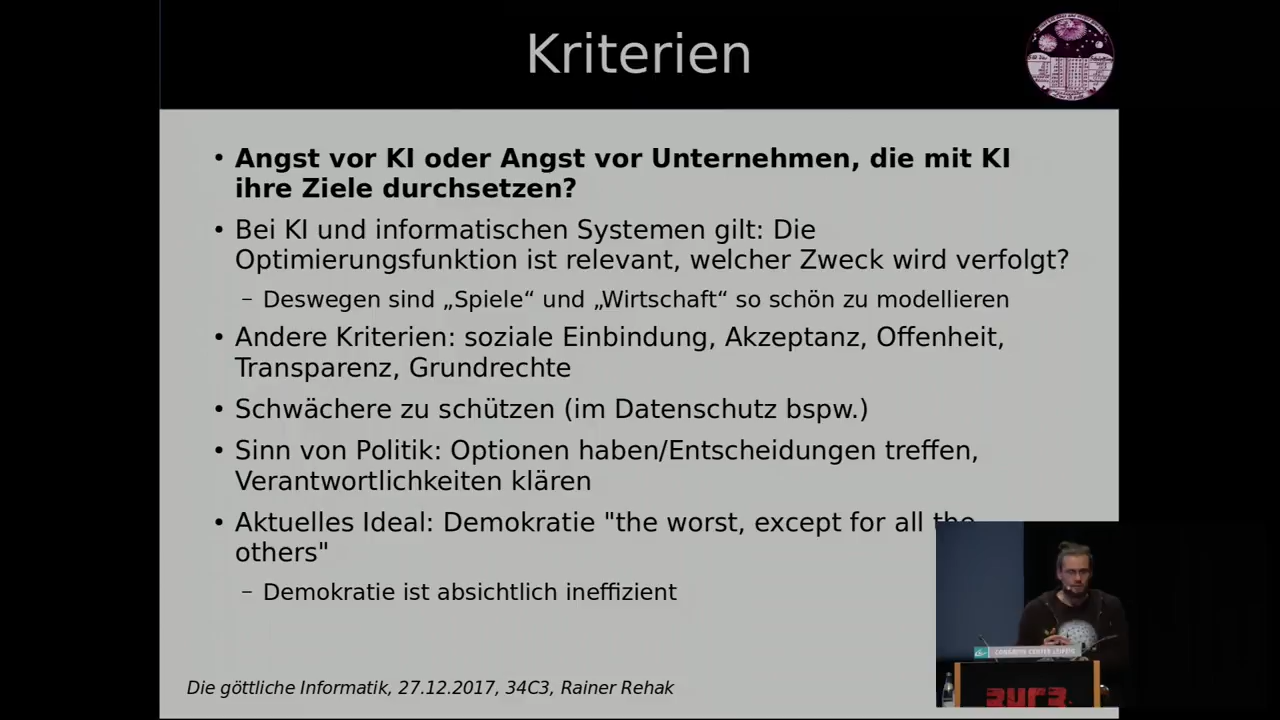 Kriterien
• Angst vor KI oder Angst vor Unternehmen, die mit KI
ihre Ziele durchsetzen?
• Bei KI und informatischen Systemen gilt: Die
Optimierungsfunktion ist relevant, welcher Zweck wird verfolgt?
– Deswegen sind „Spiele“ und „Wirtschaft“ so schön zu modellieren
• Andere Kriterien: soziale Einbindung, Akzeptanz, Offenheit,
Transparenz, Grundrechte
• Schwächere zu schützen (im Datenschutz bspw.)
• Sinn von Politik: Optionen haben/Entscheidungen treffen,
Verantwortlichkeiten klären
• Aktuelles Ideal: Demokratie "the worst, except for all the
others"
– Demokratie ist absichtlich ineffizient
Die göttliche Informatik, 27.12.2017, 34C3, Rainer Rehak
CONGRESS CENTER LEIPZIG